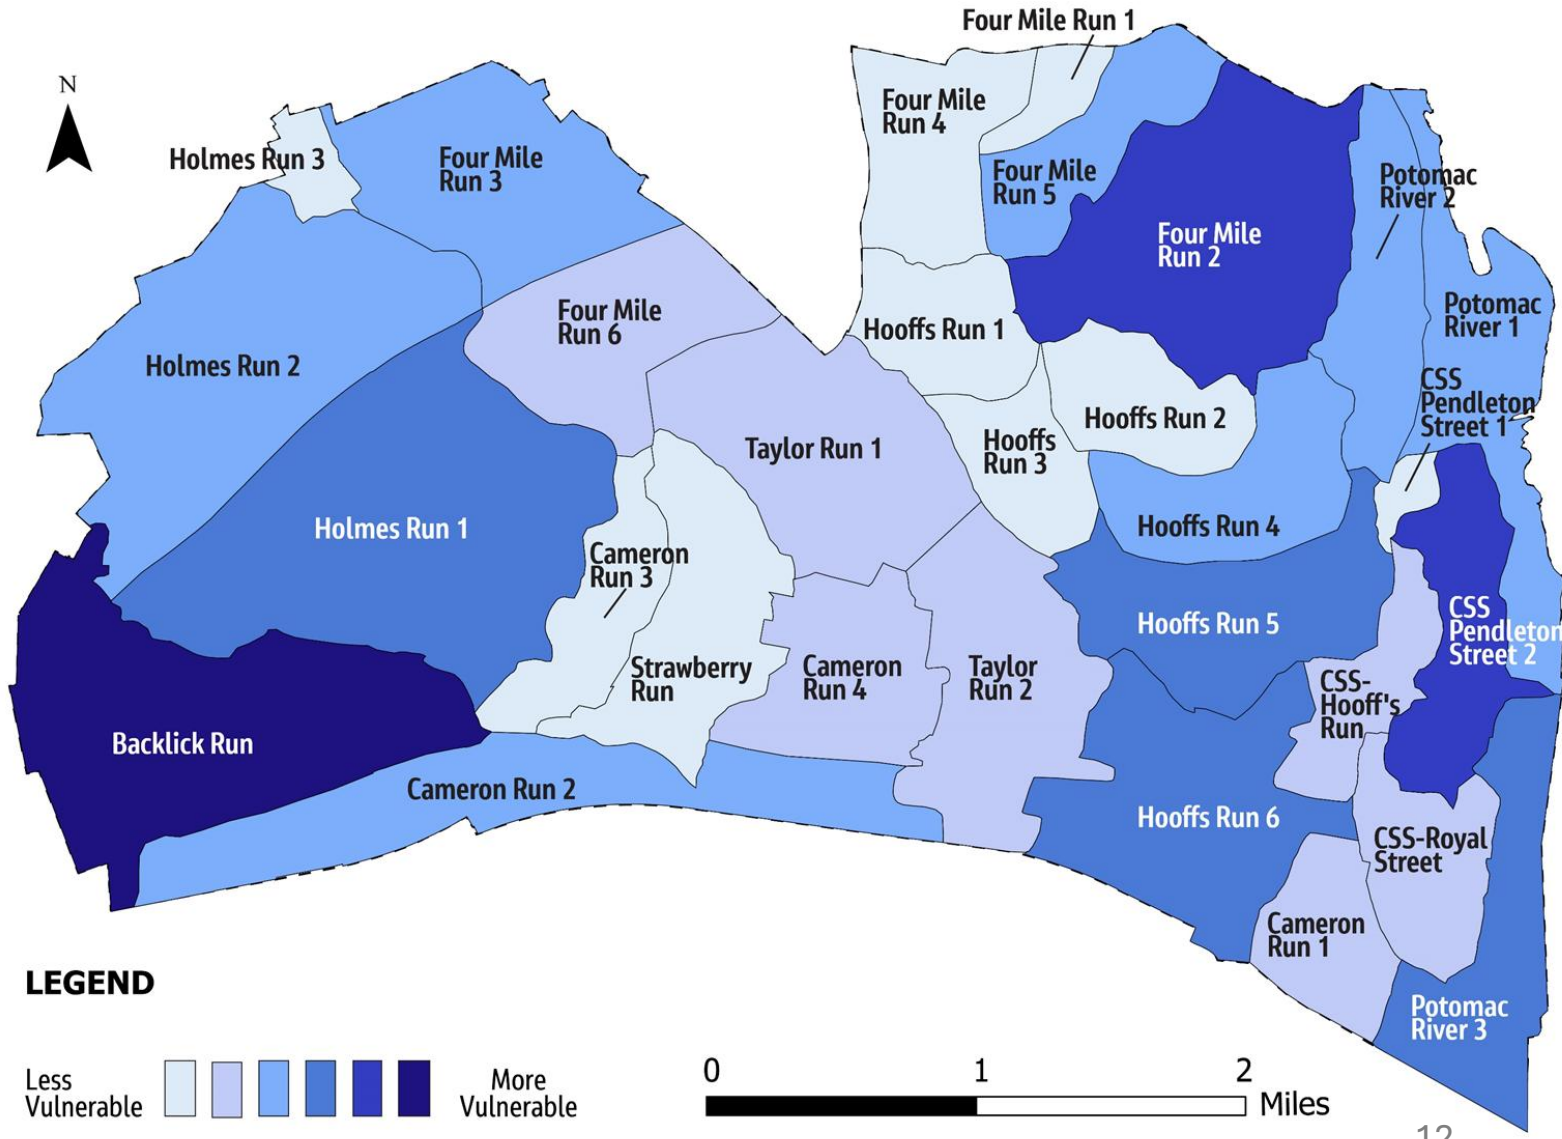 Four Mile Run 1
N
Four Mile
Run 4
Holmes Run 3
Four Mile
Run 3
Four Mile
Run 5
Potomac
River 2
Four Mile
Run 2
Four Mile
Run 6
Hooffs Run 1
Potomac
River 1
Holmes Run 2
CSS
Pendleton
Street 1
Hooffs Run 2
Taylor Run 1
Hooffs
Run 3
Holmes Run 1
Hooffs Run 4
Cameron
Run 3
Hooffs Run 5
CSS
Pendleton
Street 2
Strawberry
Run
Cameron
Run 4
Taylor
Run 2
CSS-
Hooff's
Run
Backlick Run
Cameron Run 2
Hooffs Run 6
CSS-Royal
Street
Cameron
Run 1
Potomac
River 3
LEGEND
Less
Vulnerable
More
Vulnerable
0 1 2
Miles
12